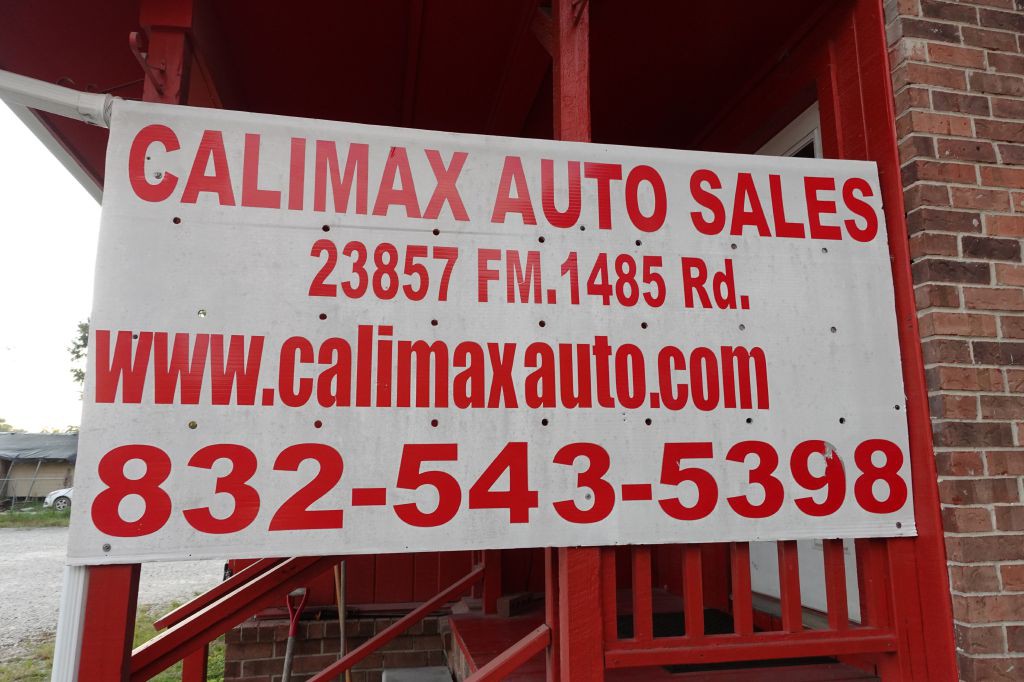 CALIMAX AUTO SALES
23857 FM.1485 Rd.
www.calimaxauto.com
832-543-5398